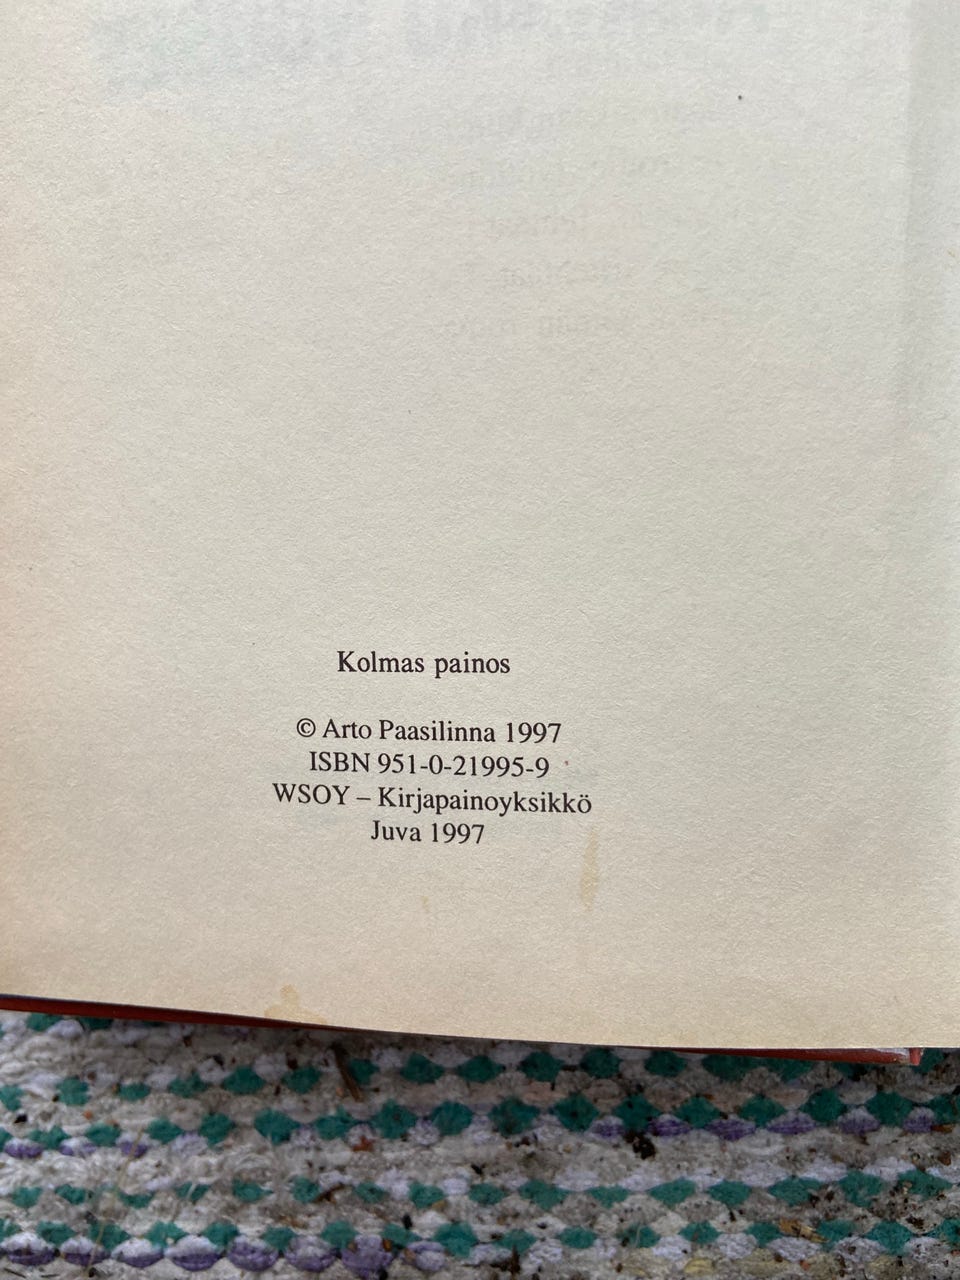 Kolmas painos
© Arto Paasilinna 1997
ISBN 951-0-21995-9
WSOY – Kirjapainoyksikkö
Juva 1997